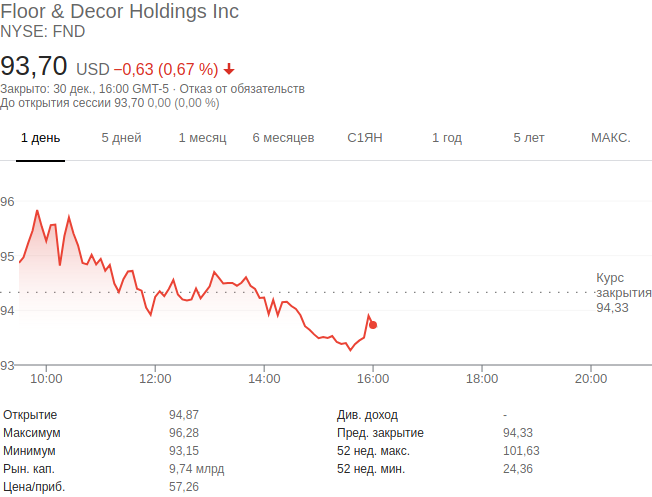 Floor & Decor Holdings Inc
NYSE: FND
93,70 USD −0,63 (0,67 %)
Закрыто: 30 дек., 16:00 GMT-5 · Отказ от обязательств
До открытия сессии 93,70 0,00 (0,00 %)
1 день 5 дней 1 месяц 6 месяцев С1ЯН 1 год 5 лет МАКС.
96
95
Курс
закрытия
94,33
94
93
10:00 12:00 14:00 16:00 18:00 20:00
Открытие 94,87 Див. доход -
Максимум 96,28 Пред. закрытие 94,33
Минимум 93,15 52 нед. макс. 101,63
Рын. кап. 9,74 млрд 52 нед. мин. 24,36
Цена/приб. 57,26